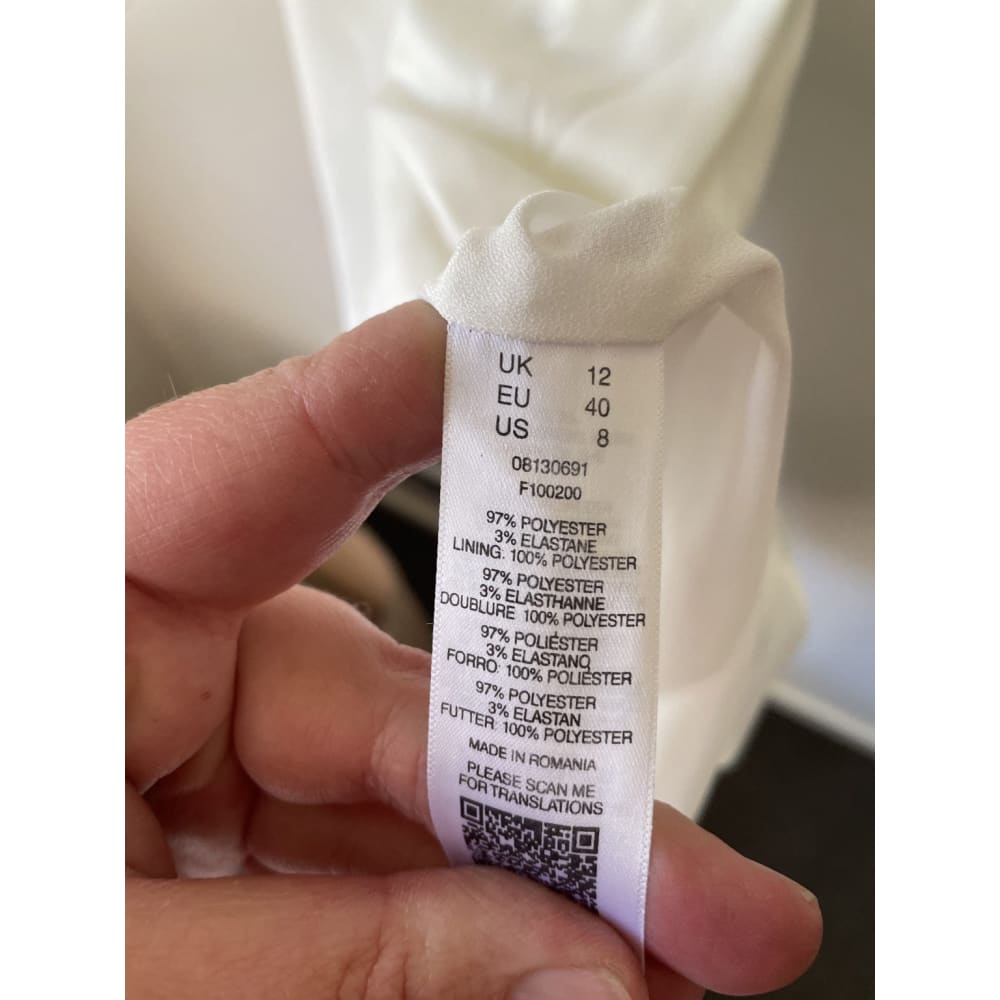 UK 12
EU 40
US 8
08130691
F100200
97% POLYESTER
3% ELASTANE
LINING: 100% POLYESTER
97% POLYESTER
3% ELASTHANNE
DOUBLURE 100% POLYESTER
97% POLIÉSTER
3% ELASTANO
FORRO: 100% POLIÉSTER
97% POLYESTER
3% ELASTAN
FUTTER: 100% POLYESTER
MADE IN ROMANIA
PLEASE SCAN ME
FOR TRANSLATIONS